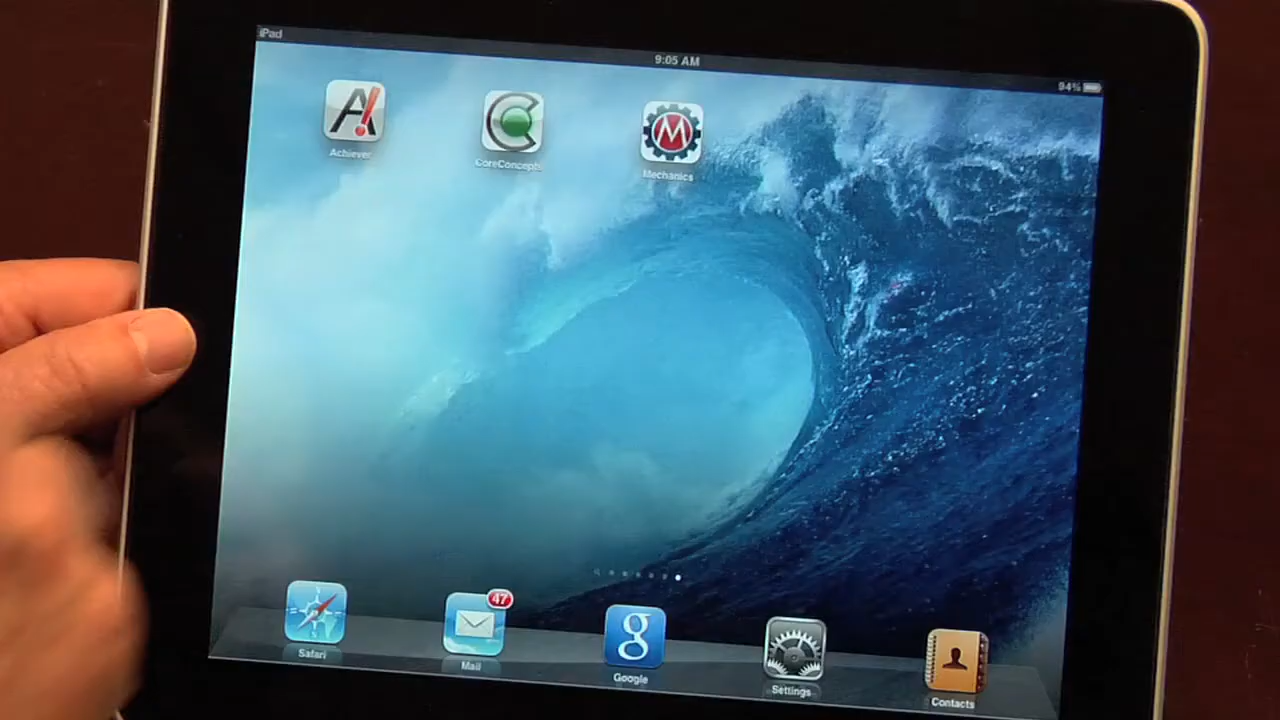 iPad
9:05 AM
94%
A!
Achiever
C
CoreConcepts
M
Mechanics
Safari
47
Mail
g
Google
Settings
Contacts